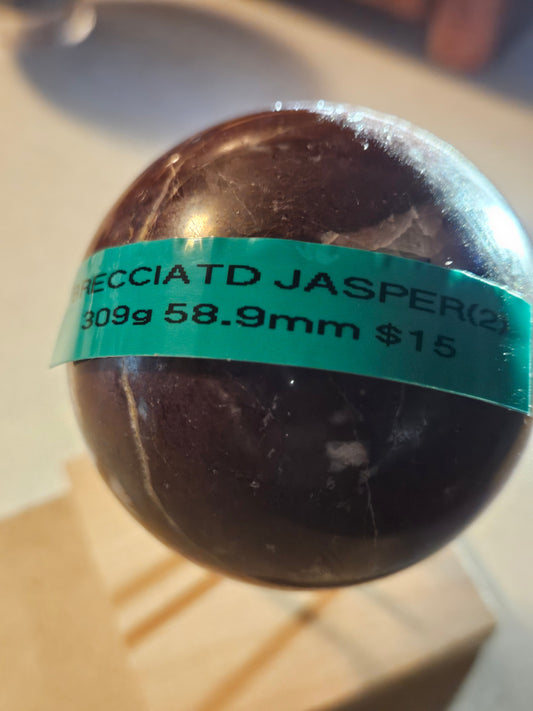 BRECCIATD JASPER(2)
309g 58.9mm $15